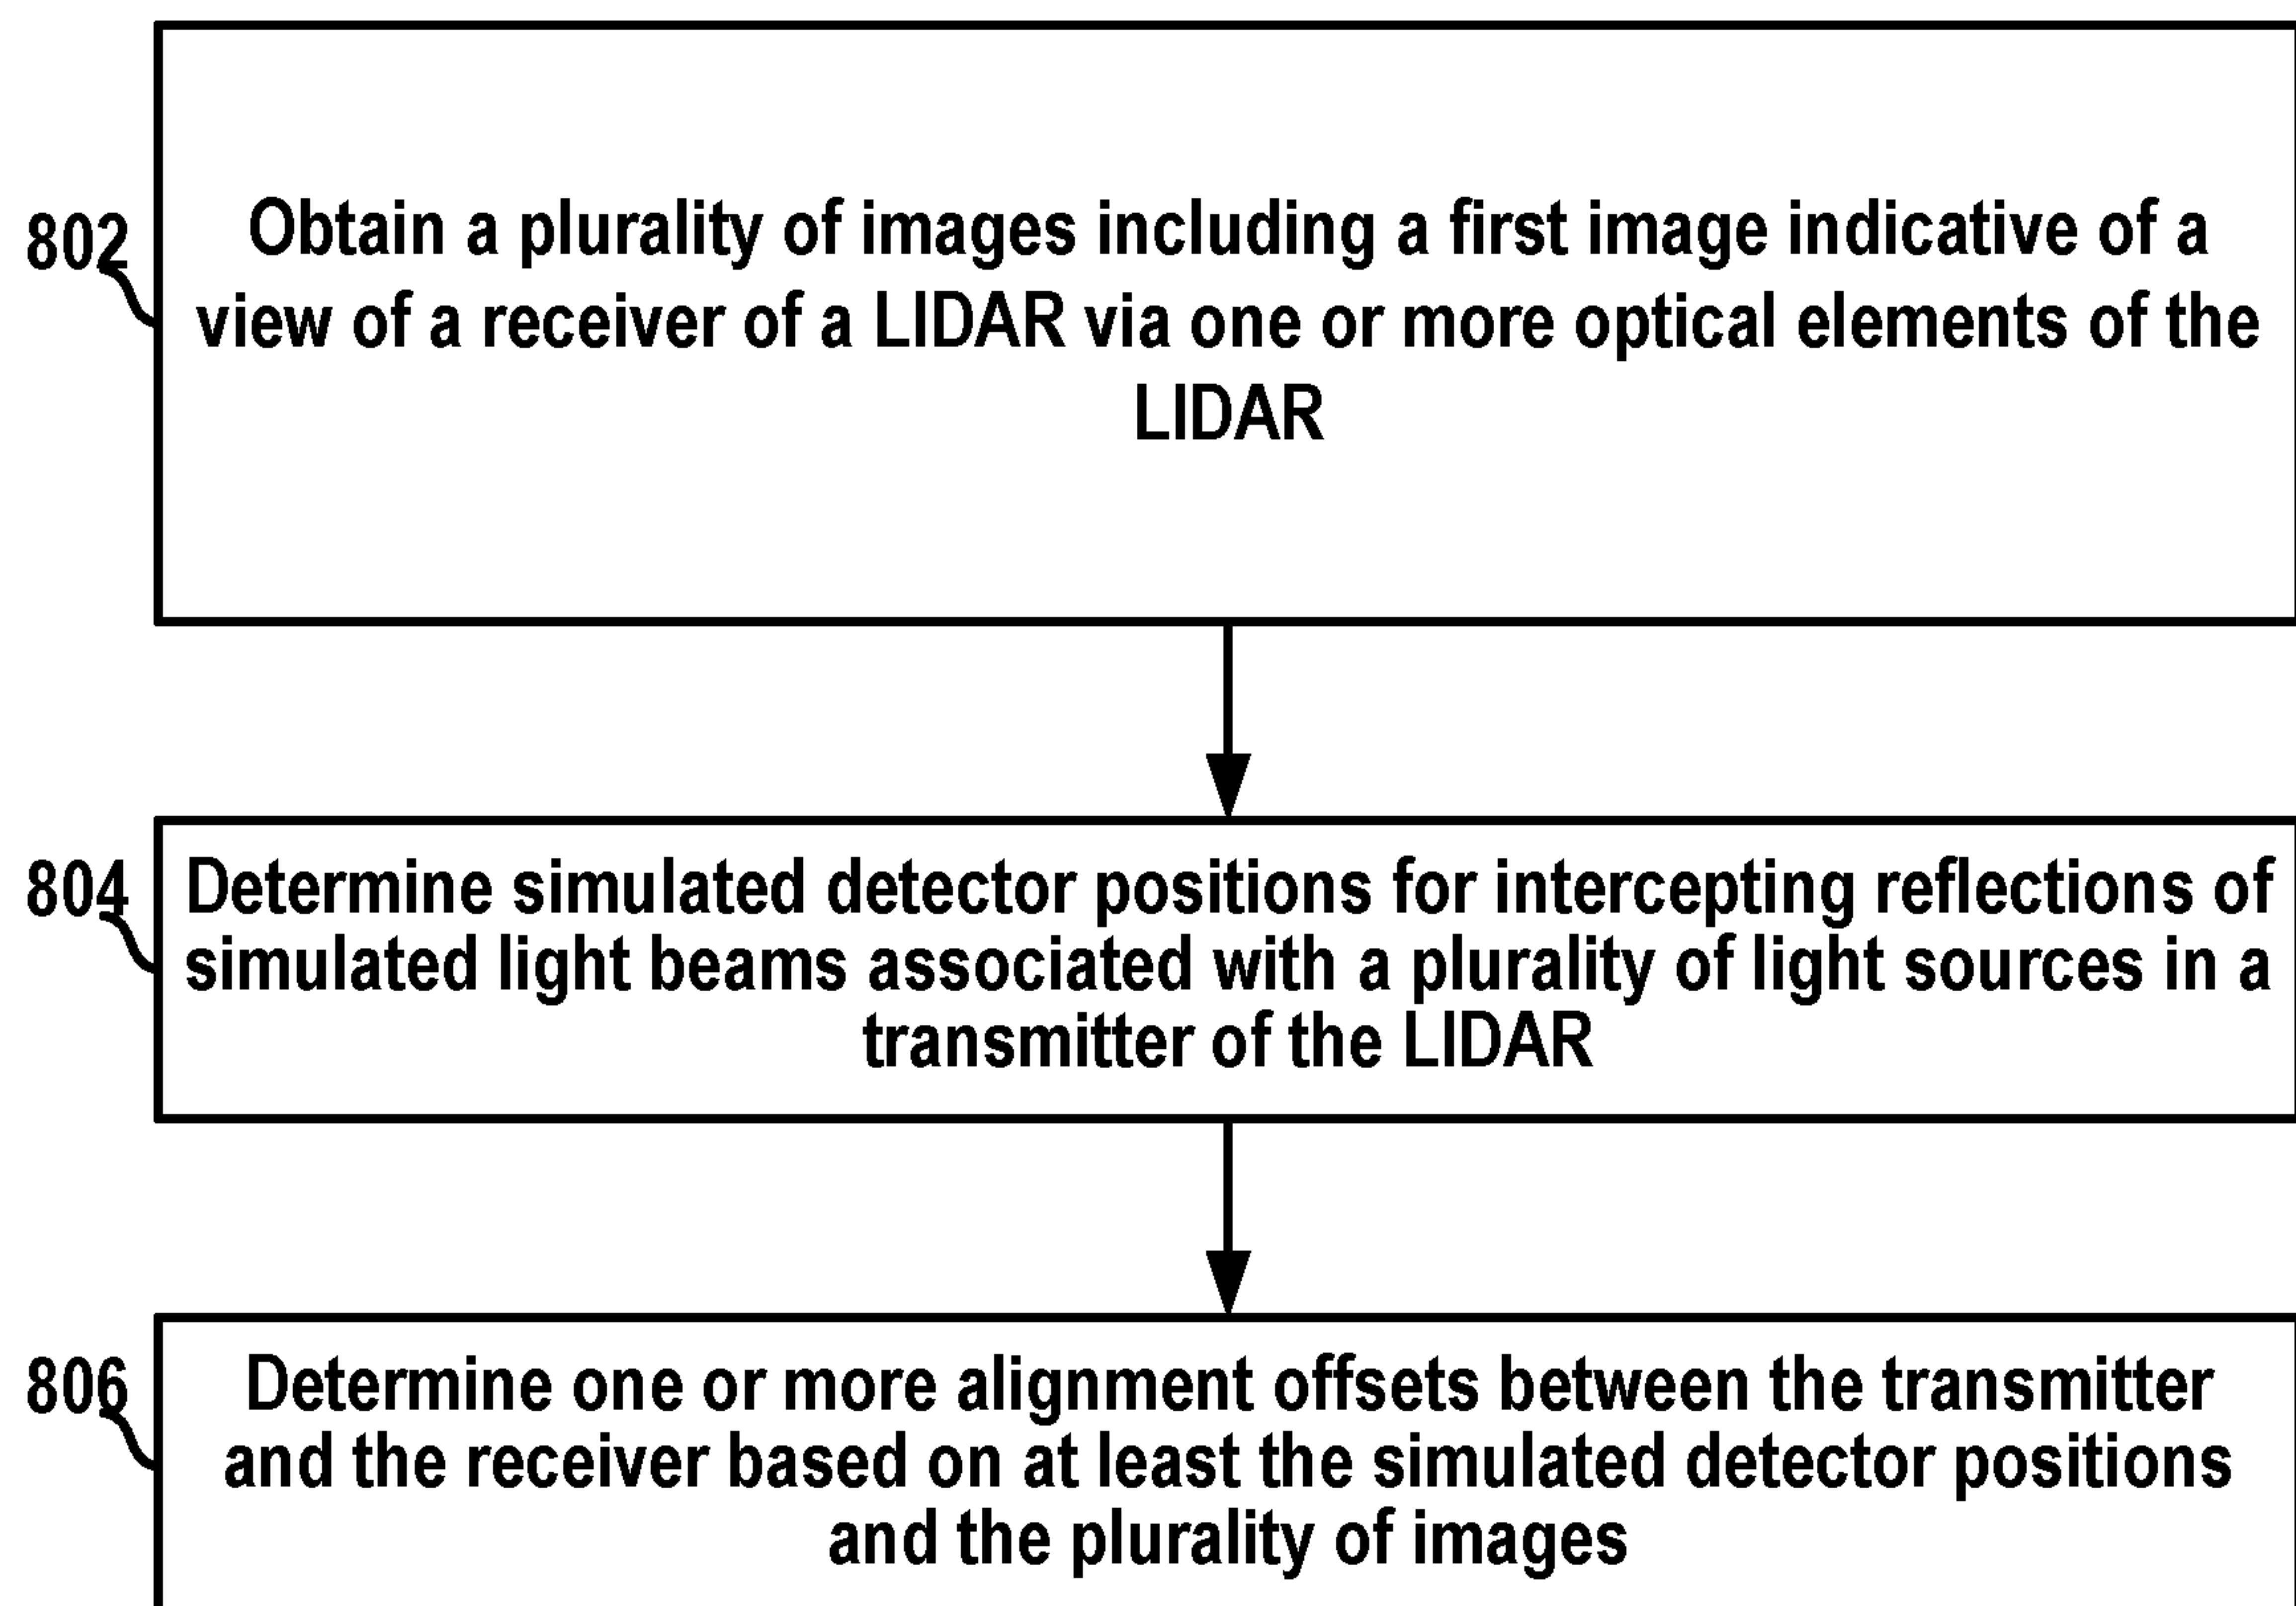 802
Obtain a plurality of images including a first image indicative of a
view of a receiver of a LIDAR via one or more optical elements of the
LIDAR
804
Determine simulated detector positions for intercepting reflections of
simulated light beams associated with a plurality of light sources in a
transmitter of the LIDAR
806
Determine one or more alignment offsets between the transmitter
and the receiver based on at least the simulated detector positions
and the plurality of images